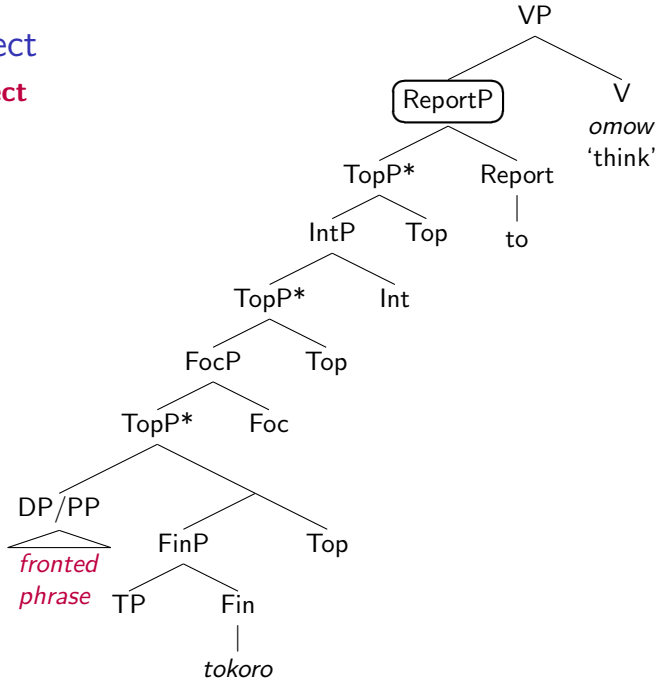 VP
ect
ect
ReportP
V
omow
‘think’
TopP*
Report
IntP
Top
to
TopP*
Int
FocP
Top
TopP*
Foc
DP/PP
fronted
phrase
FinP
Top
TP
Fin
tokoro